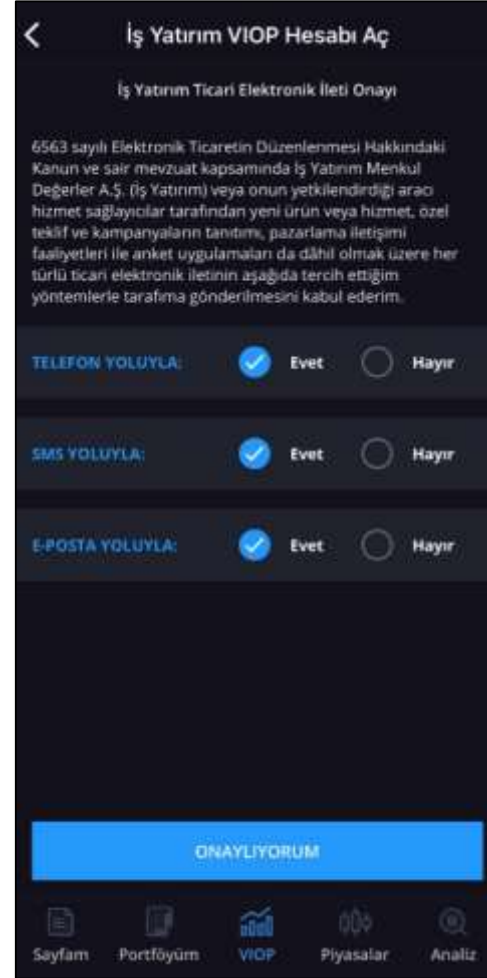 İş Yatırım VIOP Hesabı Aç
İş Yatırım Ticari Elektronik İleti Onayı
6563 sayılı Elektronik Ticaretin Düzenlenmesi Hakkındaki
Kanun ve sair mevzuat kapsamında İş Yatırım Menkul
Değerler A.Ş. (İş Yatırım) veya onun yetkilendirdiği aracı
hizmet sağlayıcılar tarafından yeni ürün veya hizmet, özel
teklif ve kampanyaların tanıtımı, pazarlama iletişimi
faaliyetleri ile anket uygulamaları da dâhil olmak üzere her
türlü ticari elektronik iletinin aşağıda tercih ettiğim
yöntemlerle tarafıma gönderilmesini kabul ederim.
TELEFON YOLUYLA: Evet Hayır
SMS YOLUYLA: Evet Hayır
E-POSTA YOLUYLA: Evet Hayır
ONAYLIYORUM
Sayfam Portföyüm VIOP Piyasalar Analiz